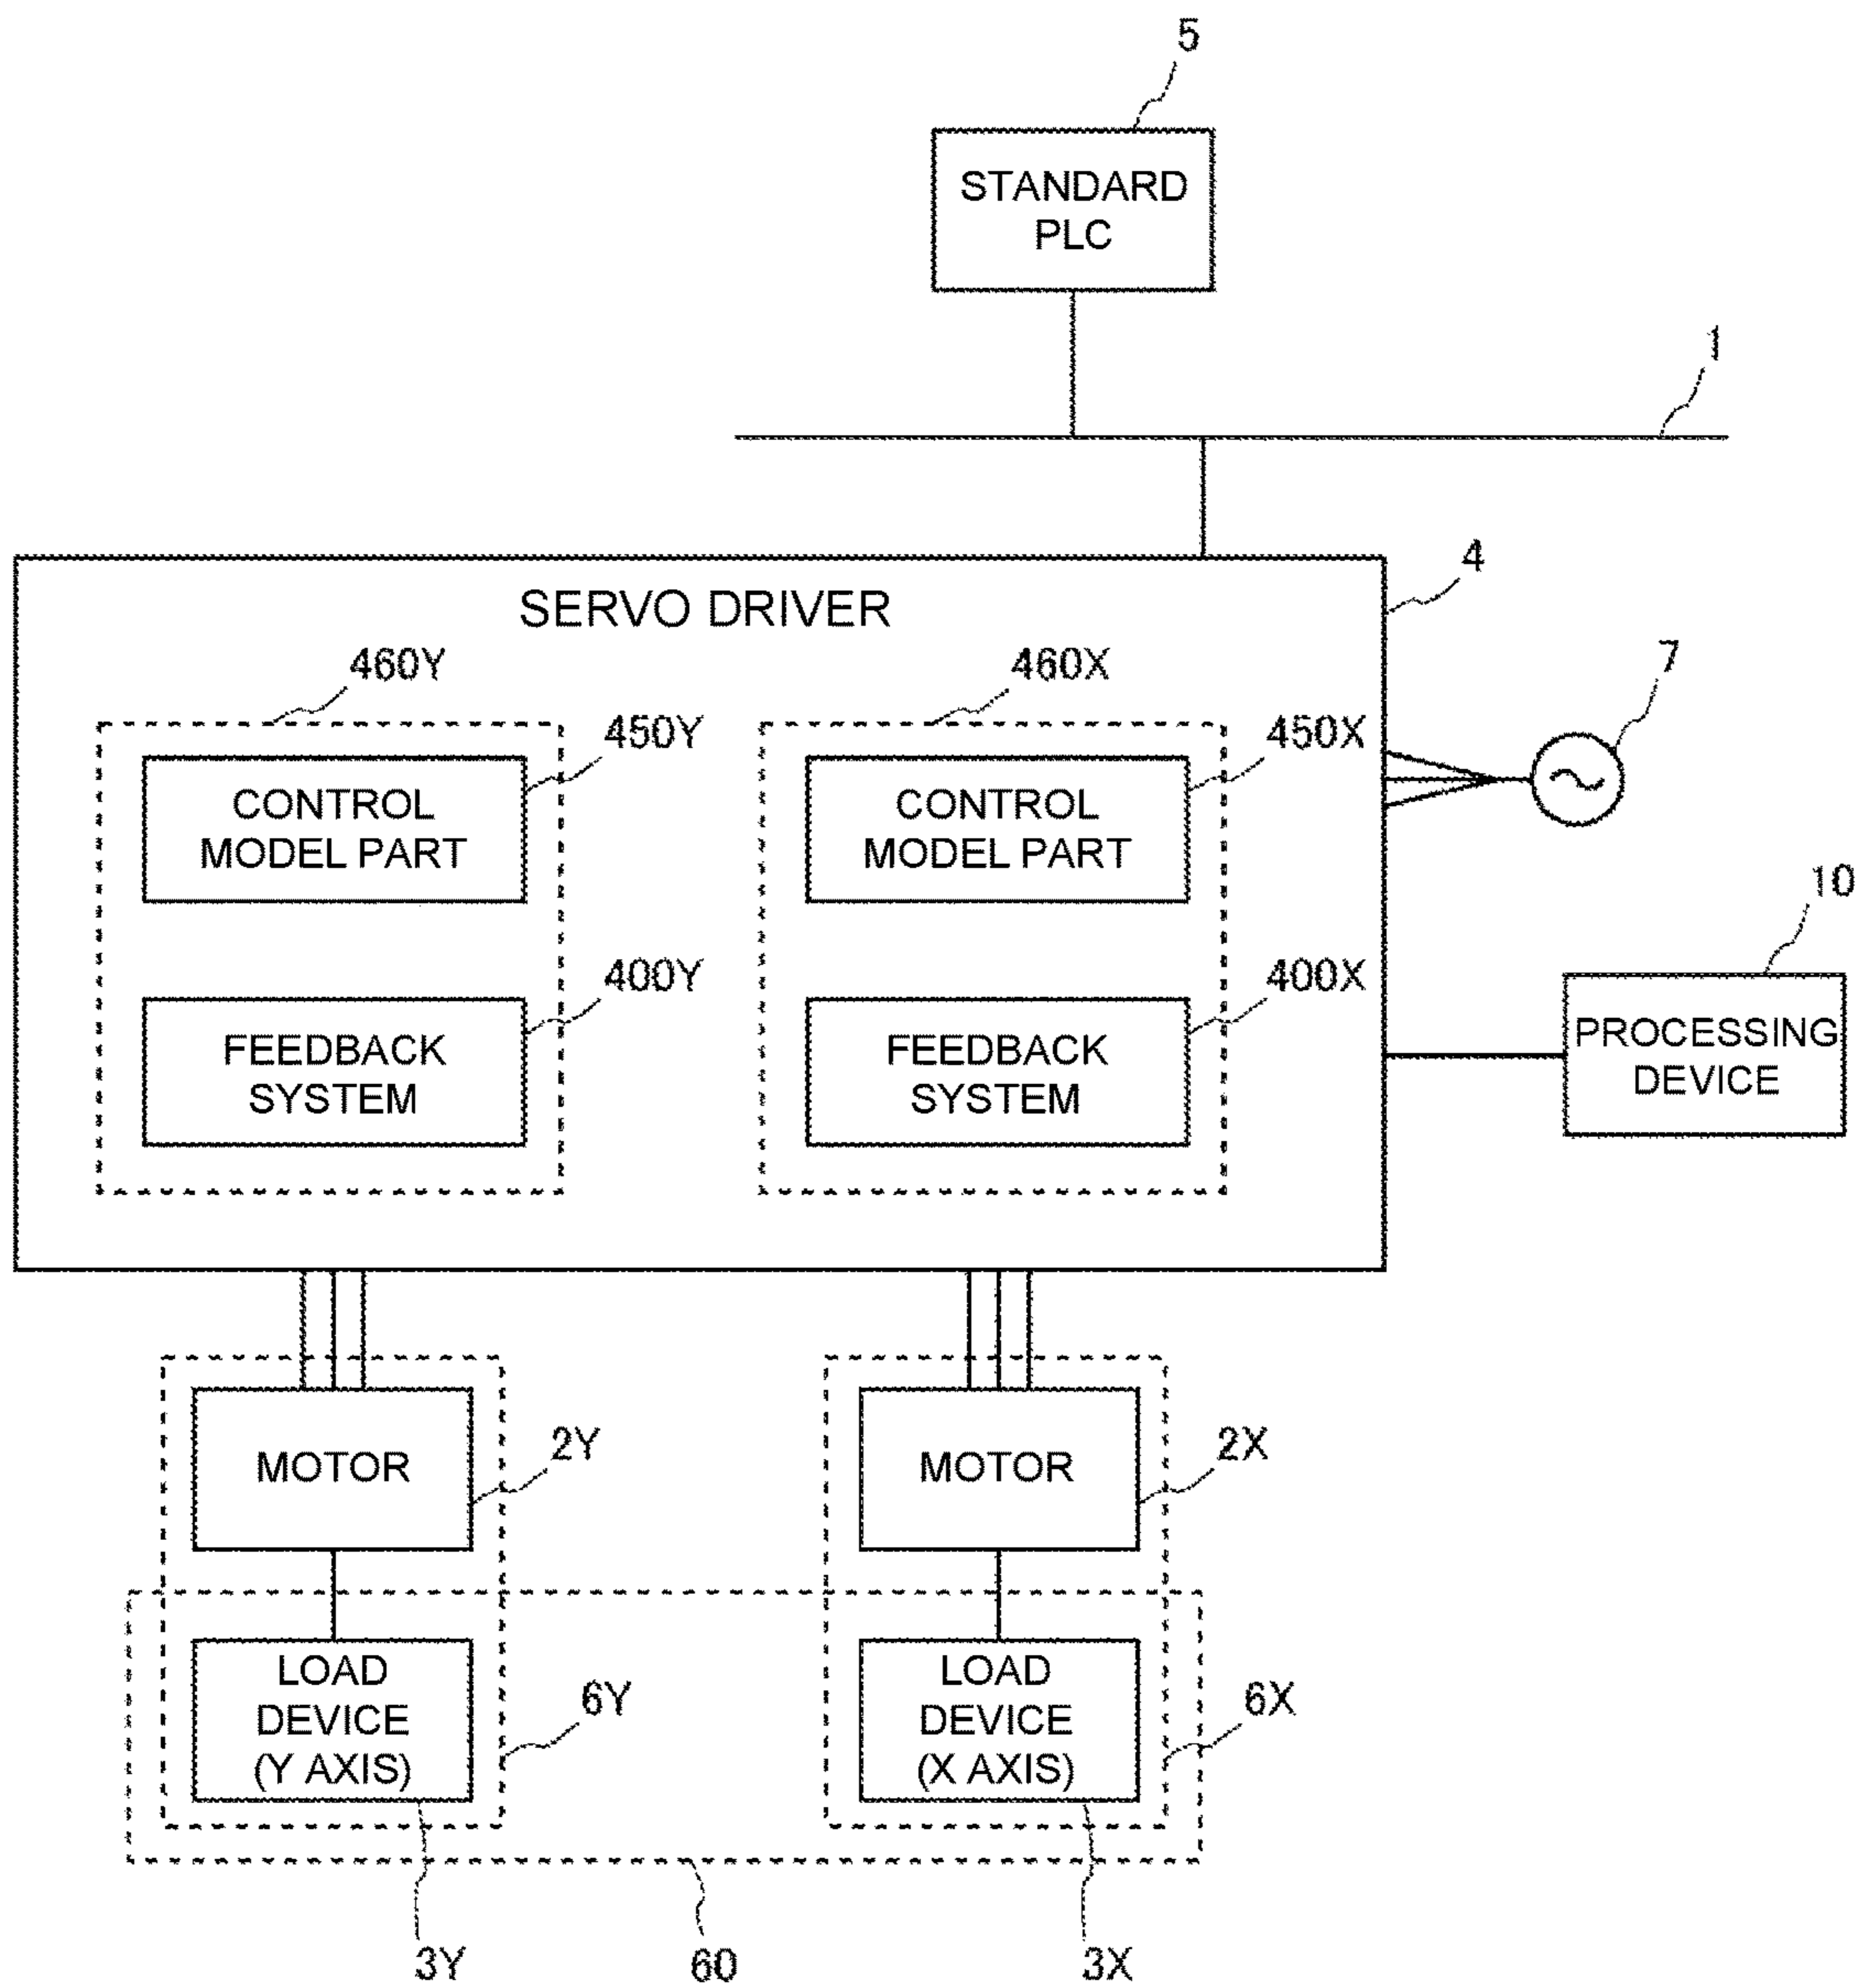 5
STANDARD
PLC
1
4
SERVO DRIVER
7
460Y
460X
450Y
450X
CONTROL
MODEL PART
CONTROL
MODEL PART
10
400Y
400X
FEEDBACK
SYSTEM
FEEDBACK
SYSTEM
PROCESSING
DEVICE
2Y
2X
MOTOR
MOTOR
LOAD
DEVICE
(Y AXIS)
6Y
LOAD
DEVICE
(X AXIS)
6X
3Y
60
3X